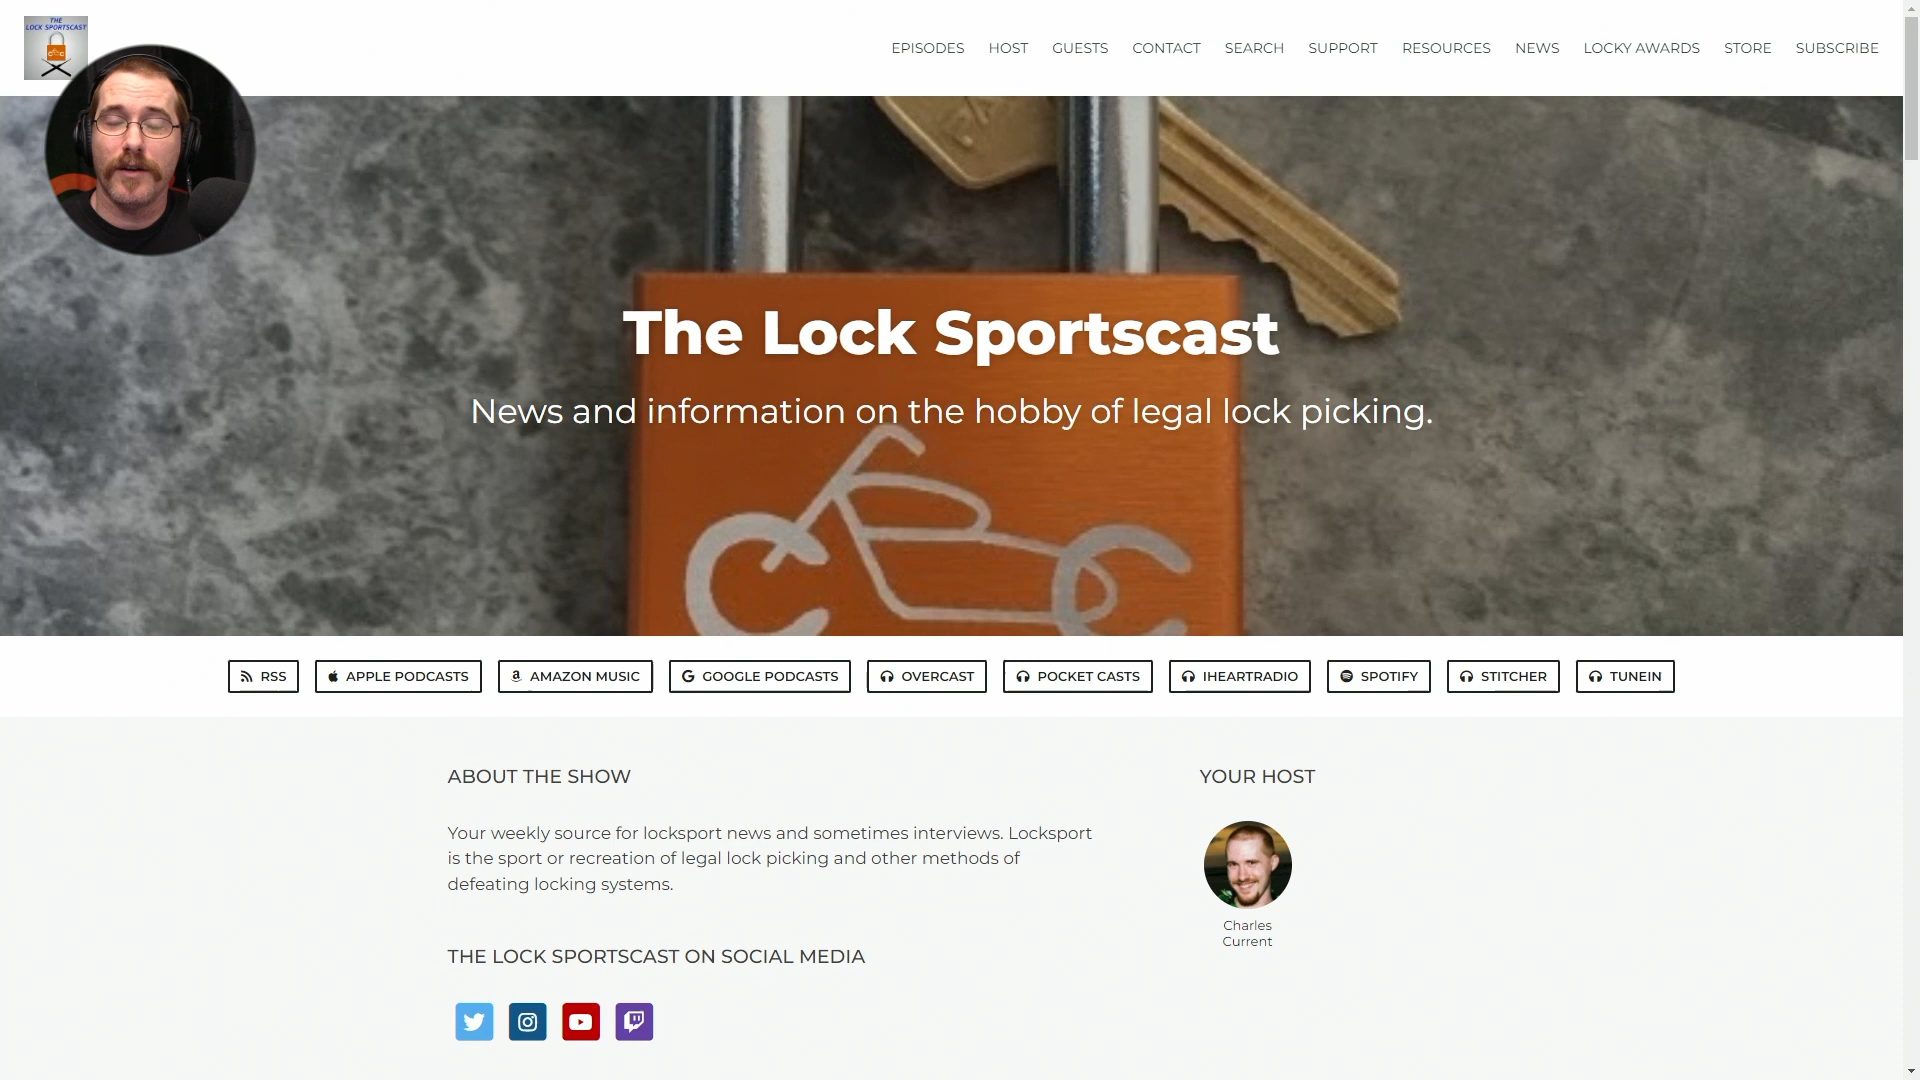 THE
LOCK SPORTSCAST
EPISODES HOST GUESTS CONTACT SEARCH SUPPORT RESOURCES NEWS LOCKY AWARDS STORE SUBSCRIBE
The Lock Sportscast
News and information on the hobby of legal lock picking.
RSS APPLE PODCASTS AMAZON MUSIC GOOGLE PODCASTS OVERCAST POCKET CASTS IHEARTRADIO SPOTIFY STITCHER TUNEIN
ABOUT THE SHOW
Your weekly source for locksport news and sometimes interviews. Locksport
is the sport or recreation of legal lock picking and other methods of
defeating locking systems.
THE LOCK SPORTSCAST ON SOCIAL MEDIA
YOUR HOST
Charles
Current